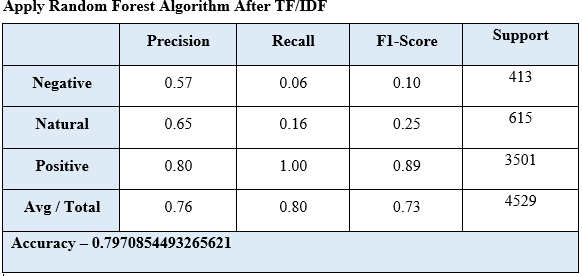 Apply Random Forest Algorithm After TF/IDF
Precision Recall F1-Score Support
Negative 0.57 0.06 0.10 413
Natural 0.65 0.16 0.25 615
Positive 0.80 1.00 0.89 3501
Avg / Total 0.76 0.80 0.73 4529
Accuracy – 0.7970854493265621